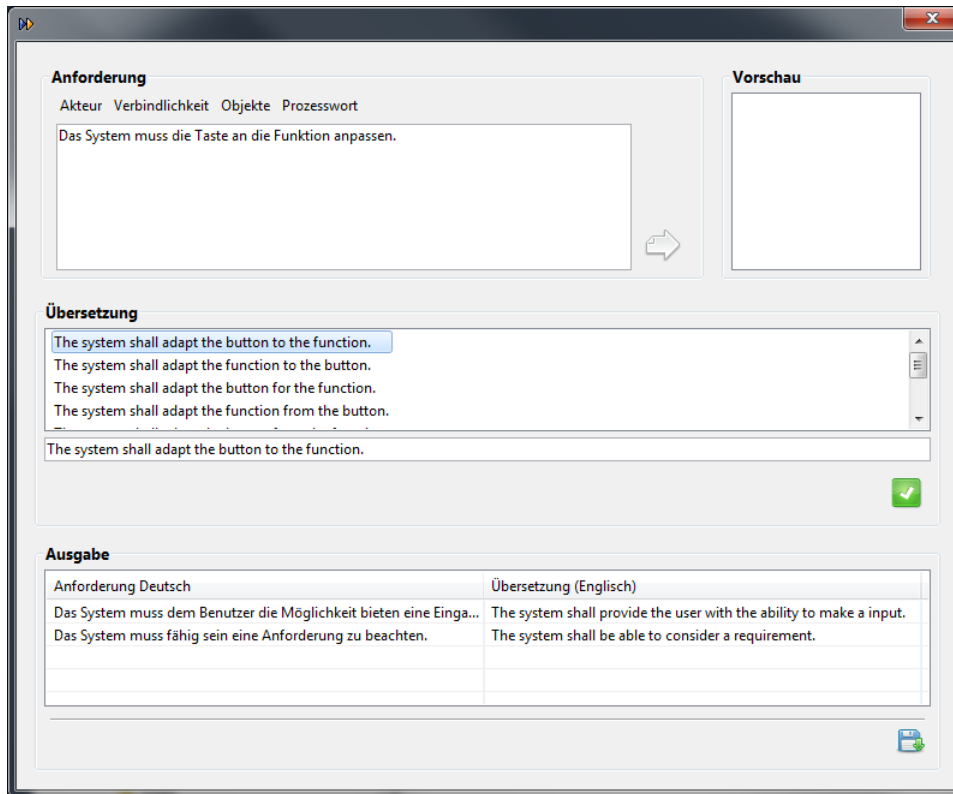 Anforderung
Akteur Verbindlichkeit Objekte Prozesswort
Das System muss die Taste an die Funktion anpassen.
Vorschau
Übersetzung
The system shall adapt the button to the function.
The system shall adapt the function to the button.
The system shall adapt the button for the function.
The system shall adapt the function from the button.
The system shall adapt the button to the function.
Ausgabe
Anforderung Deutsch Übersetzung (Englisch)
Das System muss dem Benutzer die Möglichkeit bieten eine Einga... The system shall provide the user with the ability to make a input.
Das System muss fähig sein eine Anforderung zu beachten. The system shall be able to consider a requirement.